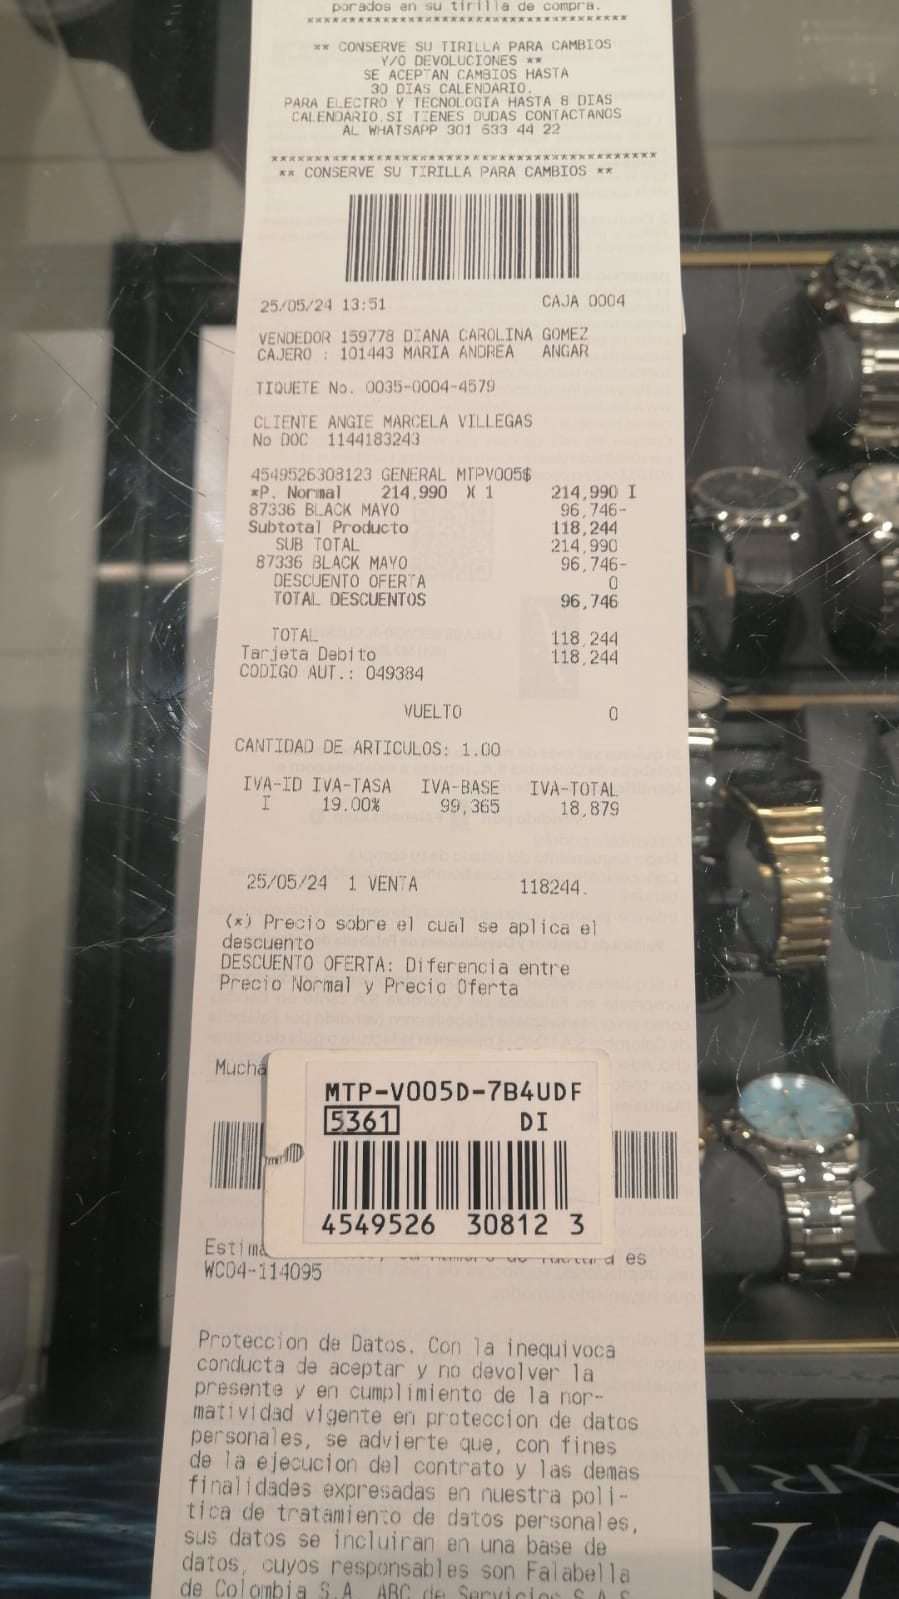 porados en su tirilla de compra.
** CONSERVE SU TIRILLA PARA CAMBIOS
Y/O DEVOLUCIONES **
SE ACEPTAN CAMBIOS HASTA
30 DIAS CALENDARIO.
PARA ELECTRO Y TECNOLOGIA HASTA 8 DIAS
CALENDARIO.SI TIENES DUDAS CONTACTANOS
AL WHATSAPP 301 633 44 22
** CONSERVE SU TIRILLA PARA CAMBIOS **
25/05/24 13:51 CAJA 0004
VENDEDOR 159778 DIANA CAROLINA GOMEZ
CAJERO : 101443 MARIA ANDREA ANGAR
TIQUETE No. 0035-0004-4579
CLIENTE ANGIE MARCELA VILLEGAS
No DOC 1144183243
4549526308123 GENERAL MTPV005$
*P. Normal 214,990 X 1 214,990 I
87336 BLACK MAYO 96,746-
Subtotal Producto 118,244
SUB TOTAL 214,990
87336 BLACK MAYO 96,746-
DESCUENTO OFERTA 0
TOTAL DESCUENTOS 96,746
TOTAL 118,244
Tarjeta Debito 118,244
CODIGO AUT.: 049384
VUELTO 0
CANTIDAD DE ARTICULOS: 1.00
IVA-ID IVA-TASA IVA-BASE IVA-TOTAL
I 19.00% 99,365 18,879
25/05/24 1 VENTA 118244.
(*) Precio sobre el cual se aplica el
descuento
DESCUENTO OFERTA: Diferencia entre
Precio Normal y Precio Oferta
Mucha
MTP-V005D-7B4UDF
5361 DI
4549526 30812 3
Estima es
WC04-114095
Proteccion de Datos. Con la inequivoca
conducta de aceptar y no devolver la
presente y en cumplimiento de la nor-
matividad vigente en proteccion de datos
personales, se advierte que, con fines
de la ejecucion del contrato y las demas
finalidades expresadas en nuestra poli-
tica de tratamiento de datos personales,
sus datos se incluiran en una base de
datos, cuyos responsables son Falabella
de Colombia S.A. ABC de Servicios S.A.S